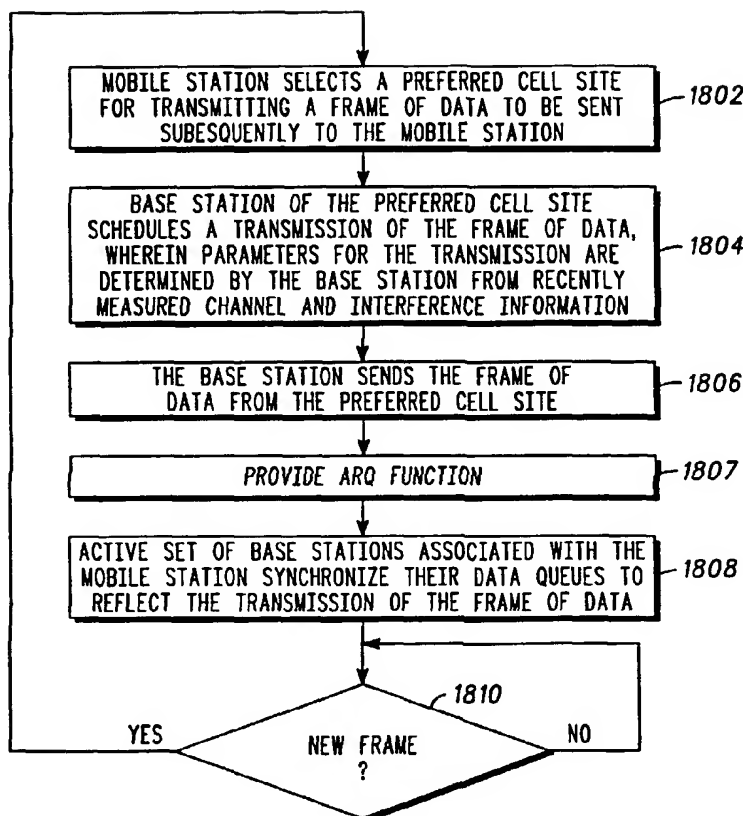 MOBILE STATION SELECTS A PREFERRED CELL SITE
FOR TRANSMITTING A FRAME OF DATA TO BE SENT
SUBESQUENTLY TO THE MOBILE STATION
1802
BASE STATION OF THE PREFERRED CELL SITE
SCHEDULES A TRANSMISSION OF THE FRAME OF DATA,
WHEREIN PARAMETERS FOR THE TRANSMISSION ARE
DETERMINED BY THE BASE STATION FROM RECENTLY
MEASURED CHANNEL AND INTERFERENCE INFORMATION
1804
THE BASE STATION SENDS THE FRAME OF
DATA FROM THE PREFERRED CELL SITE
1806
PROVIDE ARQ FUNCTION
1807
ACTIVE SET OF BASE STATIONS ASSOCIATED WITH THE
MOBILE STATION SYNCHRONIZE THEIR DATA QUEUES TO
REFLECT THE TRANSMISSION OF THE FRAME OF DATA
1808
1810
YES
NEW FRAME
?
NO